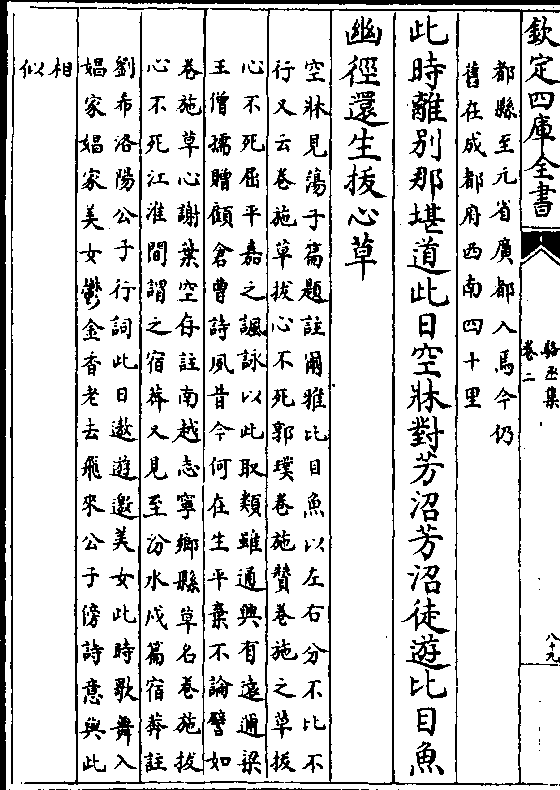 欽定四庫全書
駱丞集
卷二
八十九
都縣至元省廣都入馬今仍
舊在成都府西南四十里
此時離別那堪道此日空牀對芳沼芳沼徒遊比目魚
幽徑還生拔心草
空牀見蕩子篇題註爾雅比目魚以左右分不比不
行又云卷施草拔心不死郭璞卷施贊卷施之草拔
心不死屈平嘉之諷詠以此取類雖通興有遠邇梁
王僧孺贈顧倉曹詩風昔今何在生平棄不論譬如
卷施草心謝葉空存註南越志寧鄉縣草名卷施拔
心不死江淮間謂之宿莽又見至汾水戍篇宿莽註
劉希洛陽公子行詞此日遨遊邀美女此時歌舞入
娼家娼家美女鬱金香老去飛來公子傍詩意與此
相
似